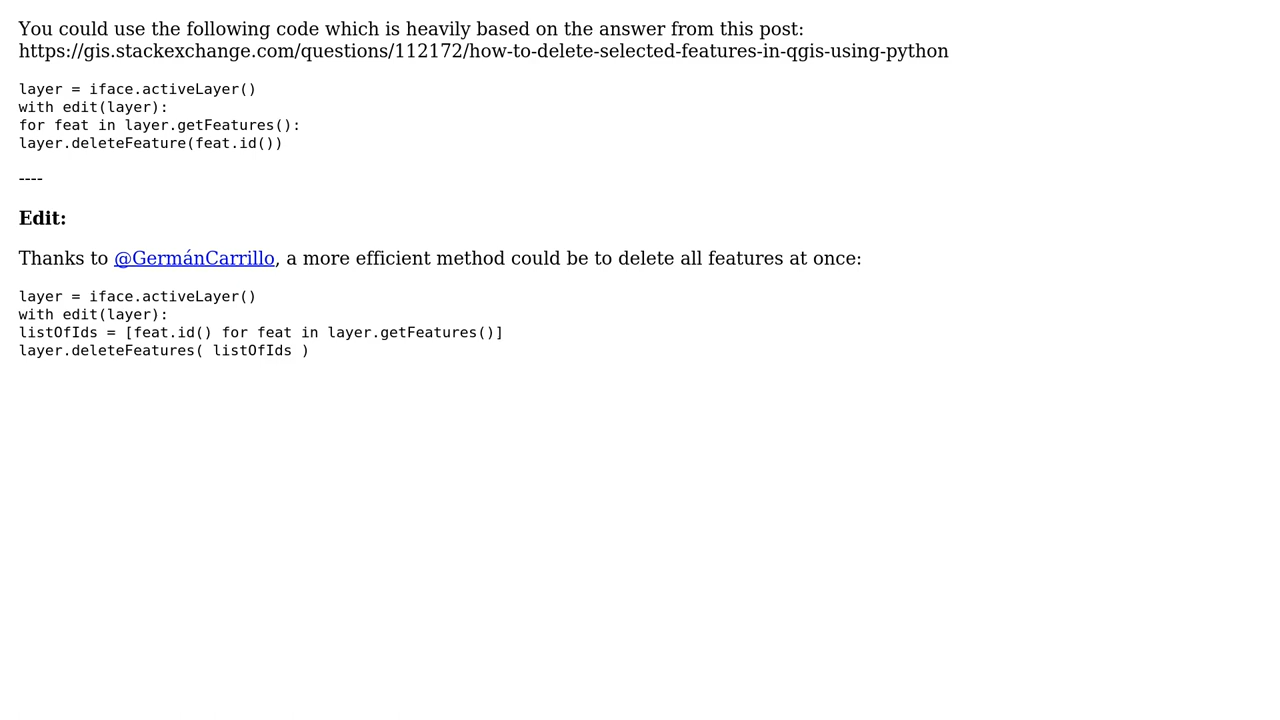 You could use the following code which is heavily based on the answer from this post:
https://gis.stackexchange.com/questions/112172/how-to-delete-selected-features-in-qgis-using-python
layer = iface.activeLayer()
with edit(layer):
for feat in layer.getFeatures():
layer.deleteFeature(feat.id())
----
Edit:
Thanks to @GermánCarrillo, a more efficient method could be to delete all features at once:
layer = iface.activeLayer()
with edit(layer):
listOfIds = [feat.id() for feat in layer.getFeatures()]
layer.deleteFeatures( listOfIds )